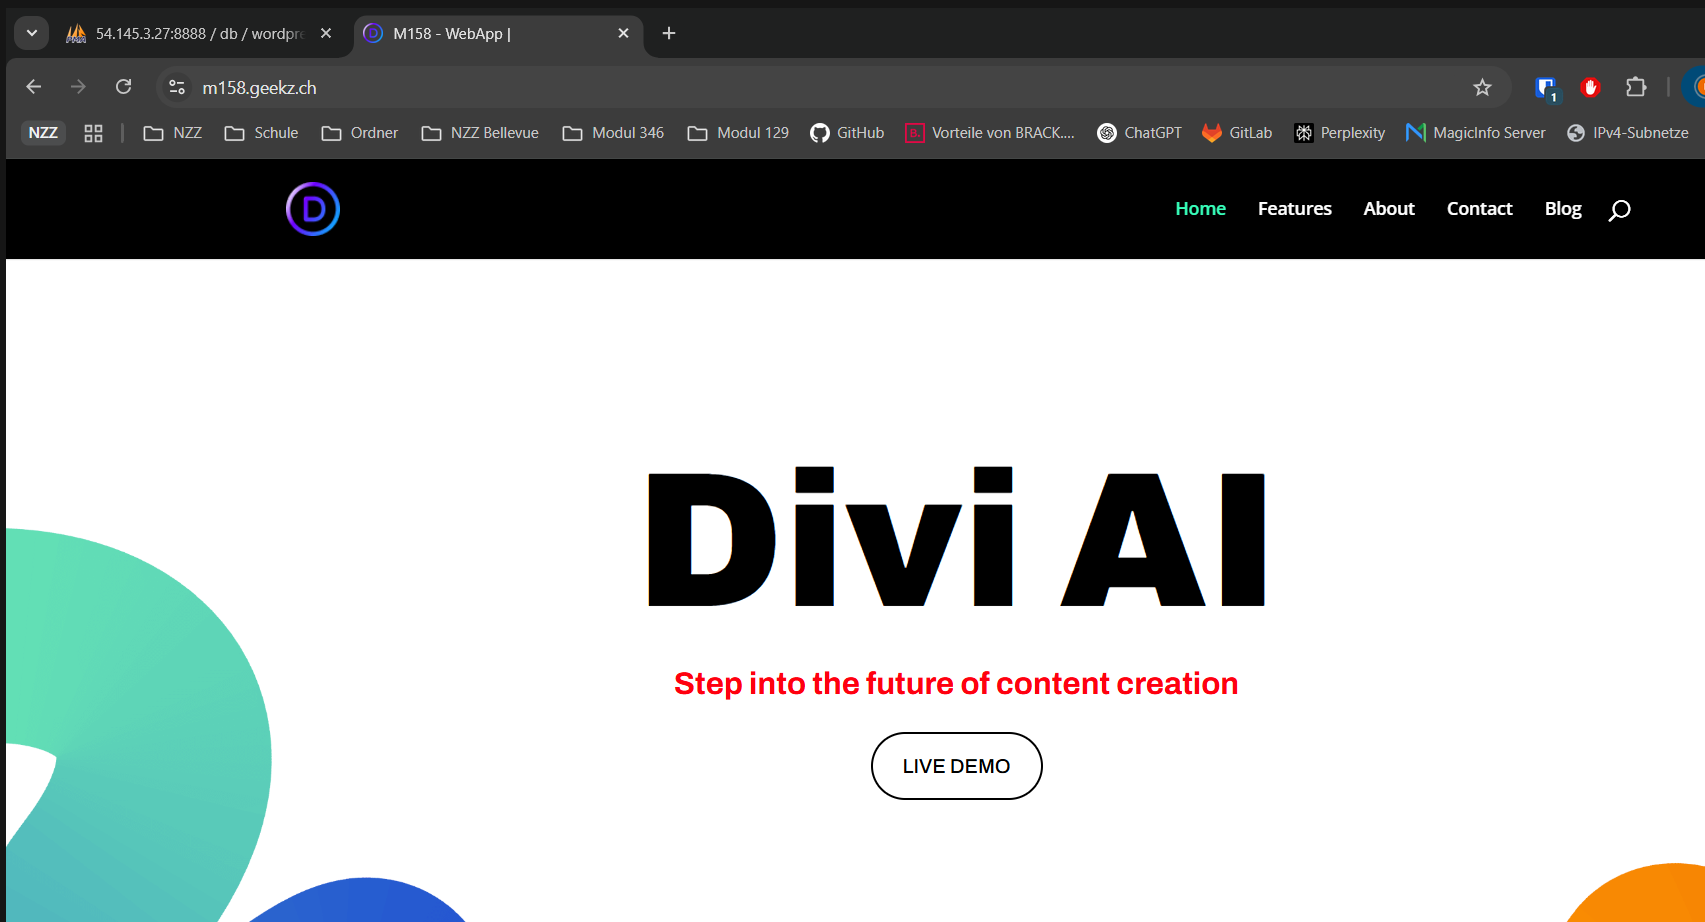 54.145.3.27:8888 / db / wordpre
M158 - WebApp |
m158.geekz.ch
1
NZZ NZZ Schule Ordner NZZ Bellevue Modul 346 Modul 129 GitHub B. Vorteile von BRACK.... ChatGPT GitLab Perplexity MagicInfo Server IPv4-Subnetze
D Home Features About Contact Blog
Divi AI
Step into the future of content creation
LIVE DEMO